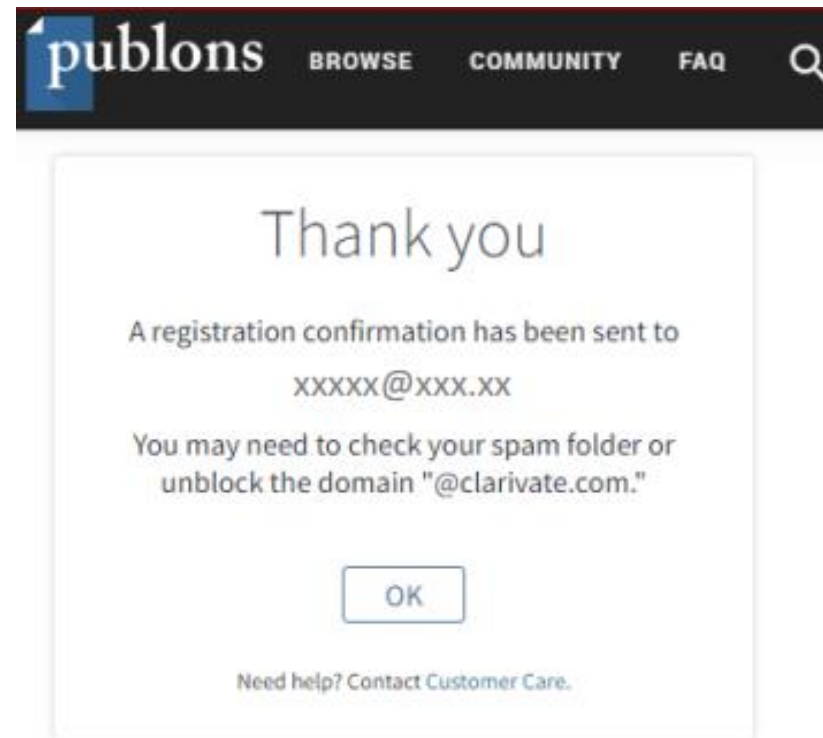 publons BROWSE COMMUNITY FAQ
Thank you
A registration confirmation has been sent to
xxxxx@xxx.xx
You may need to check your spam folder or
unblock the domain "@clarivate.com."
OK
Need help? Contact Customer Care.